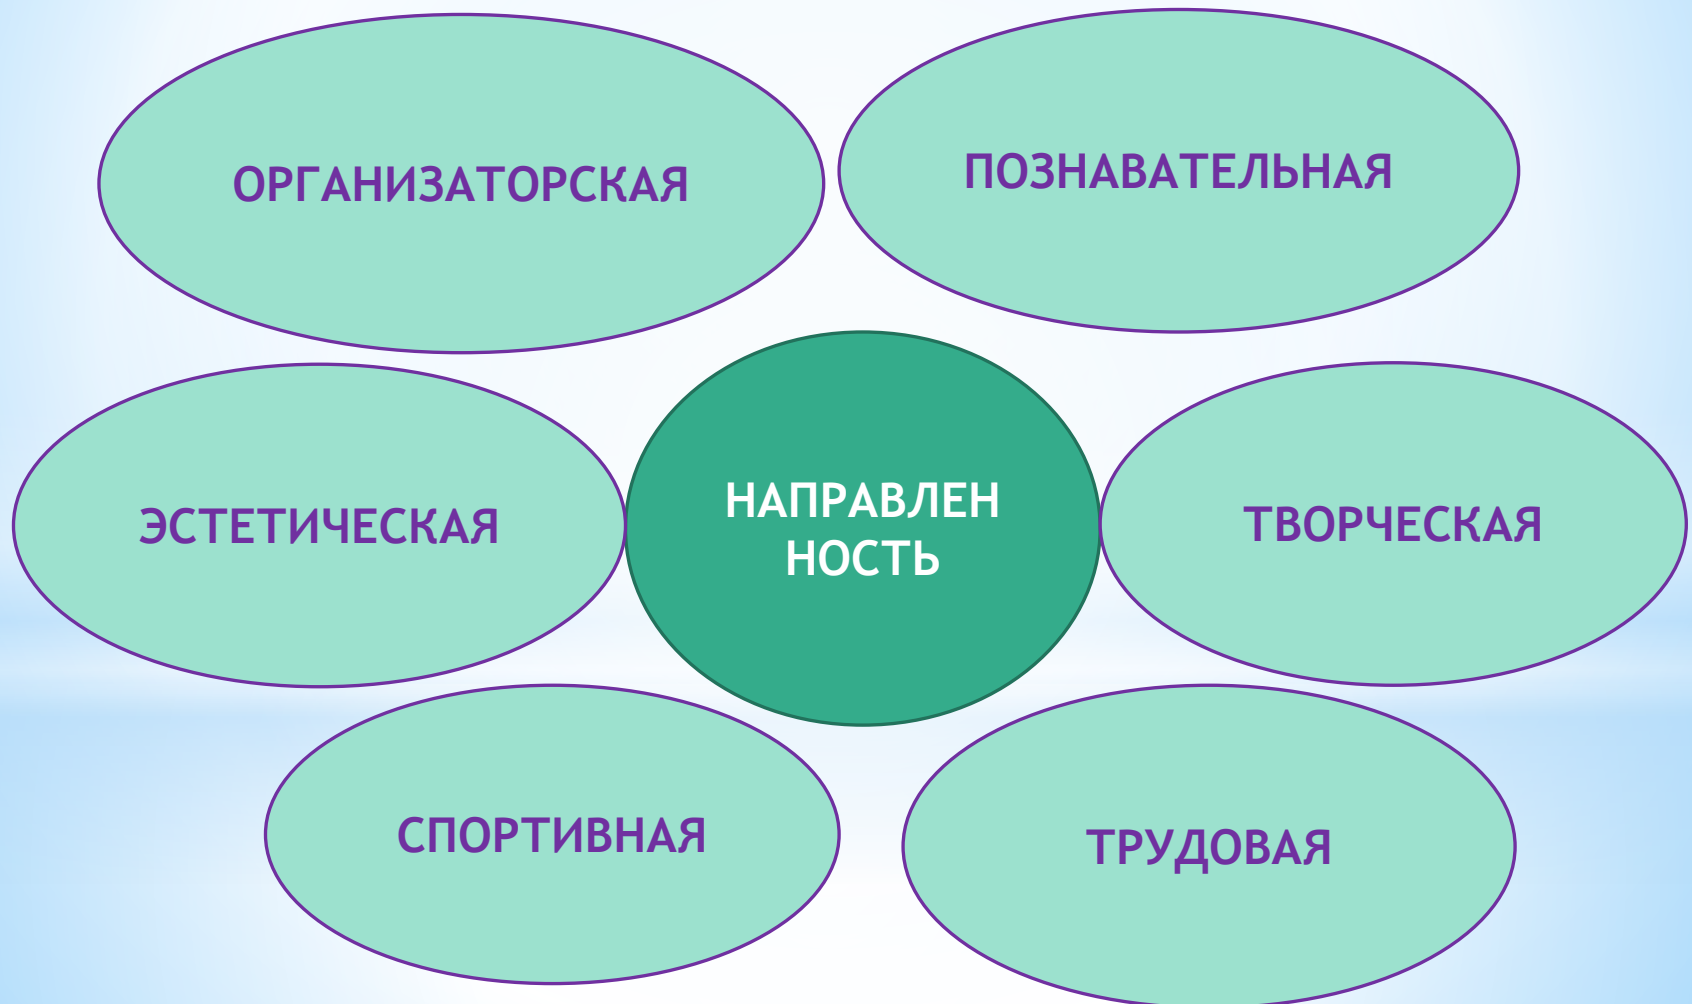 ОРГАНИЗАТОРСКАЯ
ПОЗНАВАТЕЛЬНАЯ
ЭСТЕТИЧЕСКАЯ
НАПРАВЛЕН
НОСТЬ
ТВОРЧЕСКАЯ
СПОРТИВНАЯ
ТРУДОВАЯ